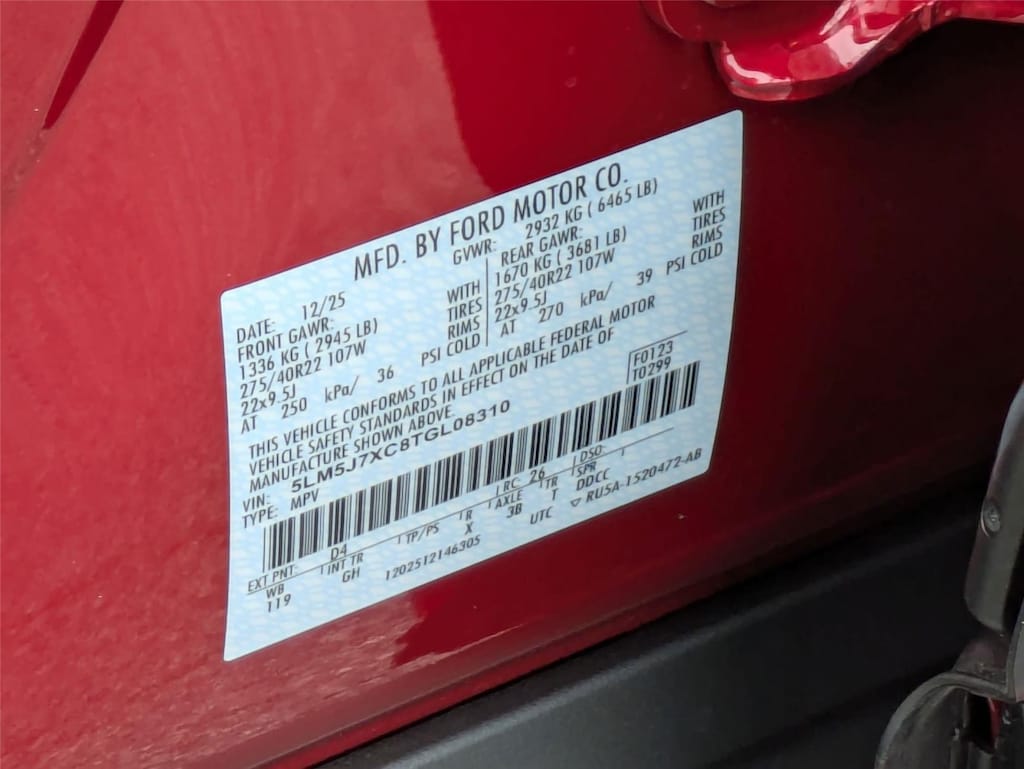 MFD. BY FORD MOTOR CO.
DATE: 12/25 GVWR: 2932 KG ( 6465 LB)
FRONT GAWR: REAR GAWR:
1336 KG ( 2945 LB) WITH 1670 KG ( 3681 LB) WITH
275/40R22 107W TIRES 275/40R22 107W TIRES
22x9.5J RIMS 22x9.5J RIMS
AT 250 kPa/ 36 PSI COLD AT 270 kPa/ 39 PSI COLD
THIS VEHICLE CONFORMS TO ALL APPLICABLE FEDERAL MOTOR
VEHICLE SAFETY STANDARDS IN EFFECT ON THE DATE OF
MANUFACTURE SHOWN ABOVE.
VIN: 5LM5J7XC8TGL08310 F0123
TYPE: MPV T0299
EXT PNT: D4 RC: 26 DSO:
WB INT TR TP/PS R AXLE TR SPR
119 GH X 3B T DDCC
1202512146305 UTC ▽ RU5A-1520472-AB